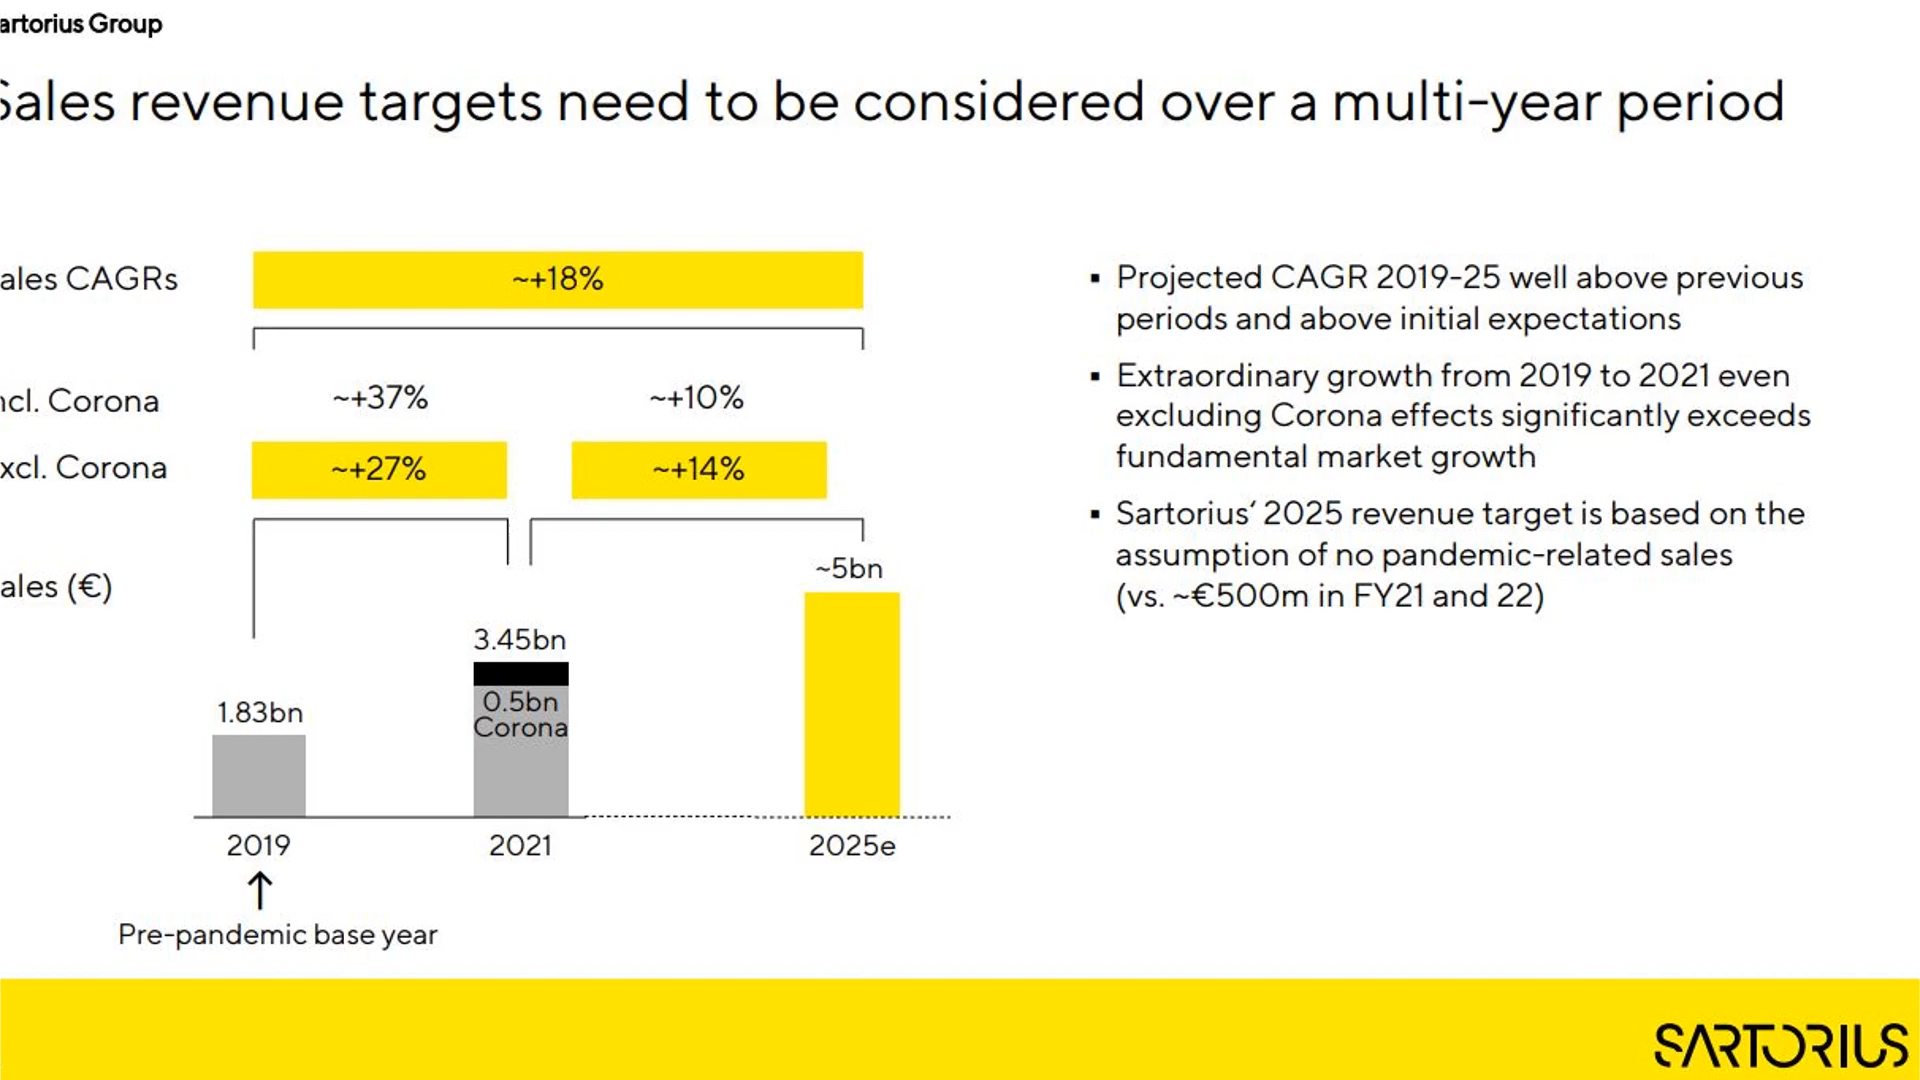 artorius Group
Sales revenue targets need to be considered over a multi-year period
ales CAGRs
~+18%
ncl. Corona
~+37%
~+10%
xcl. Corona
~+27%
~+14%
ales (€)
1.83bn
3.45bn
0.5bn
Corona
~5bn
2019
2021
2025e
↑
Pre-pandemic base year
▪ Projected CAGR 2019-25 well above previous
periods and above initial expectations
▪ Extraordinary growth from 2019 to 2021 even
excluding Corona effects significantly exceeds
fundamental market growth
▪ Sartorius‘ 2025 revenue target is based on the
assumption of no pandemic-related sales
(vs. ~€500m in FY21 and 22)
SARTORIUS